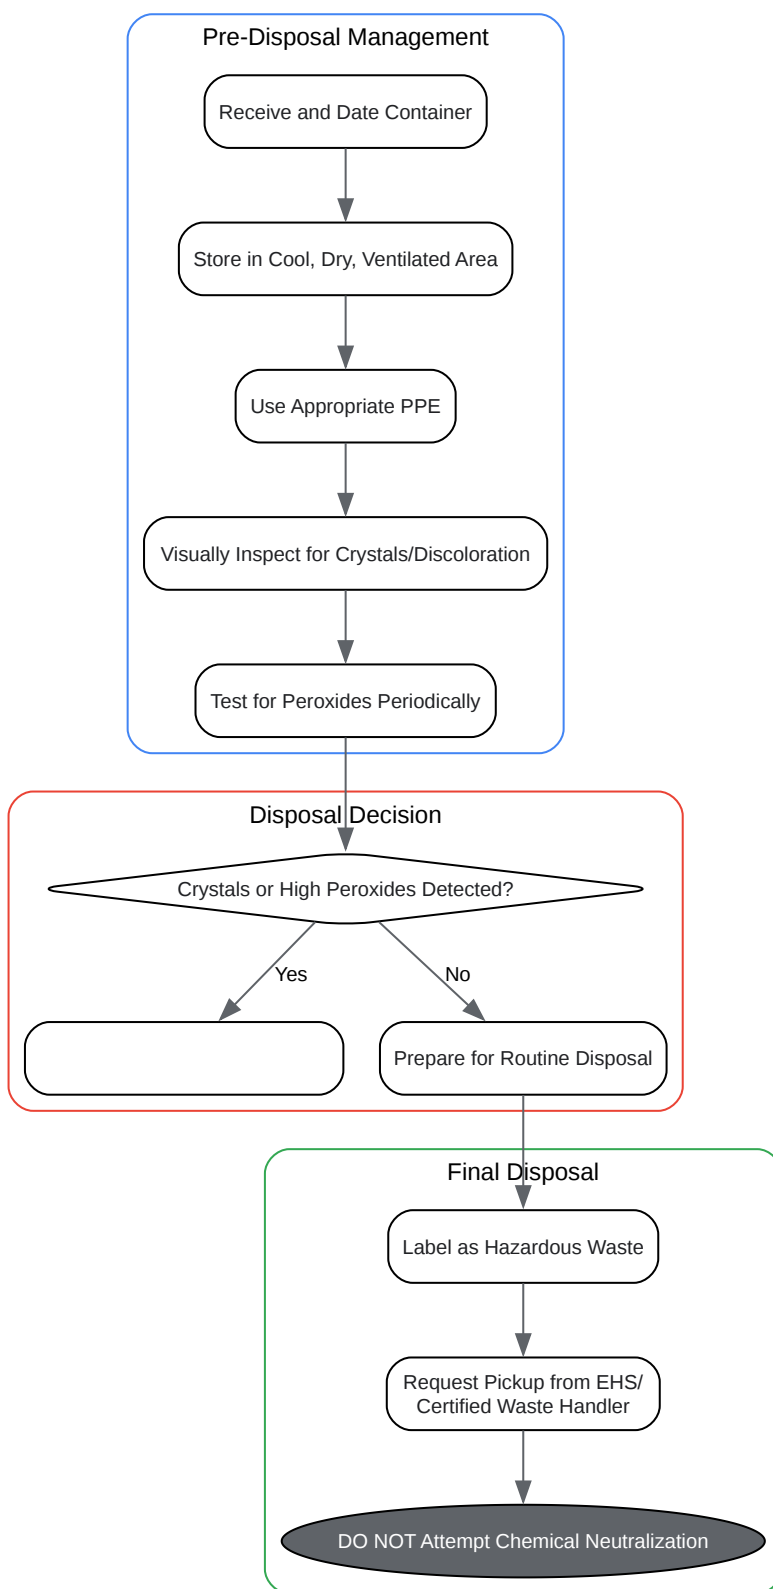 Pre-Disposal Management
Receive and Date Container
Store in Cool, Dry, Ventilated Area
Use Appropriate PPE
Visually Inspect for Crystals/Discoloration
Test for Peroxides Periodically
Disposal Decision
Crystals or High Peroxides Detected?
Yes
No
Prepare for Routine Disposal
Final Disposal
Label as Hazardous Waste
Request Pickup from EHS/
Certified Waste Handler
DO NOT Attempt Chemical Neutralization